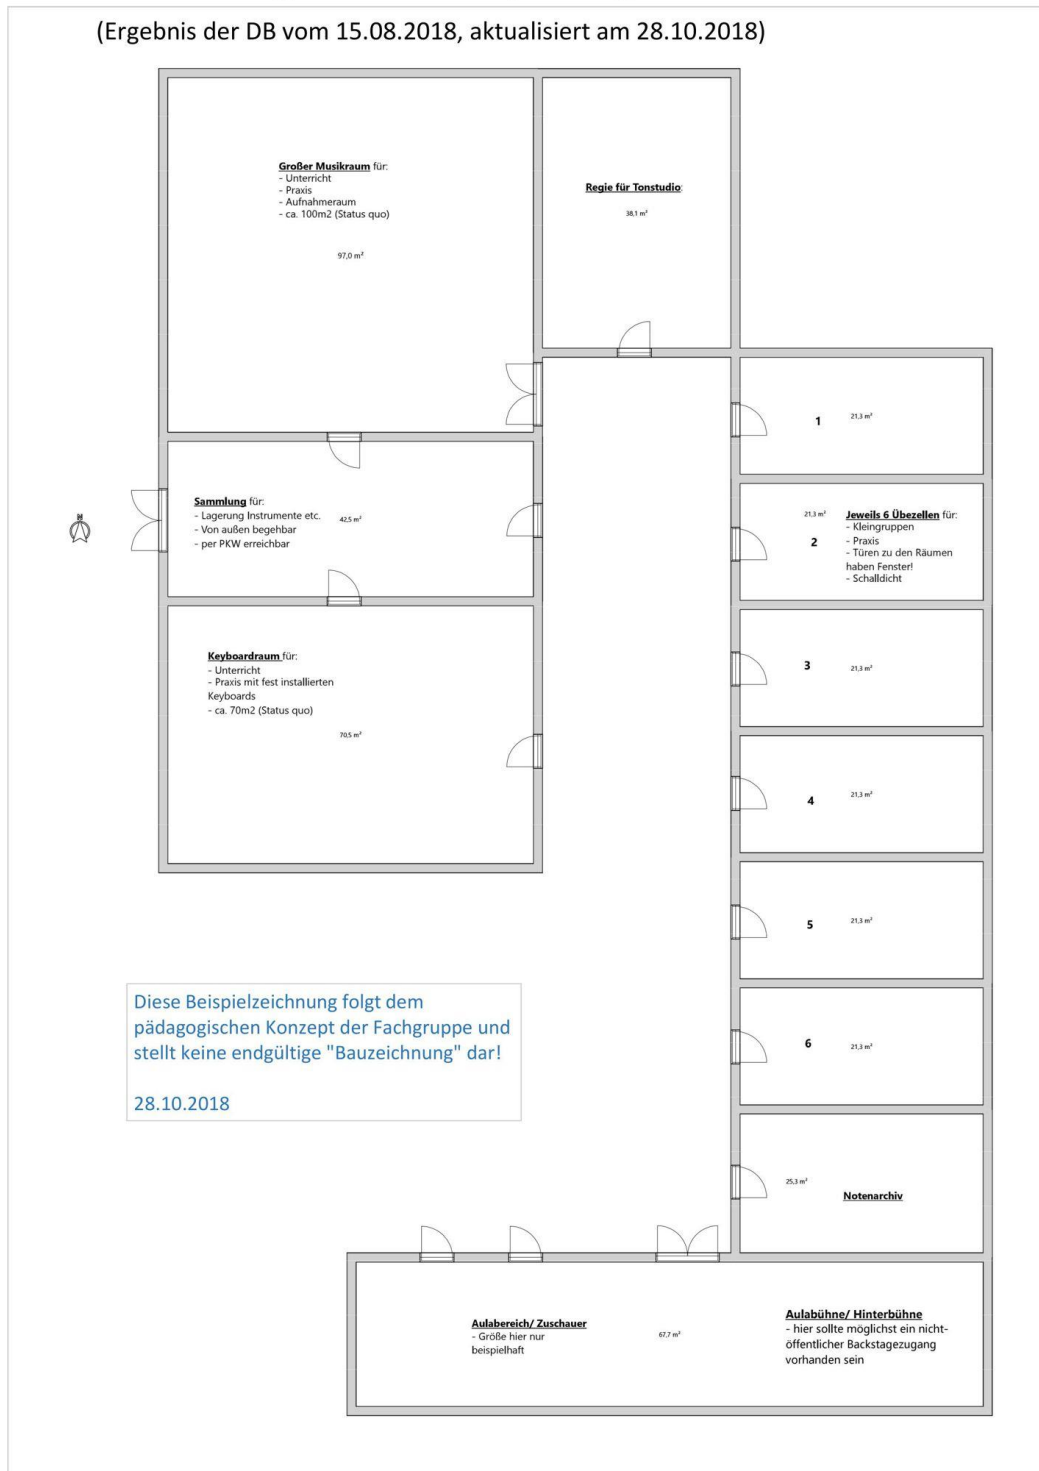 (Ergebnis der DB vom 15.08.2018, aktualisiert am 28.10.2018)
Großer Musikraum für:
- Unterricht
- Praxis
- Aufnahmeraum
- ca. 100m2 (Status quo)
97,0 m²
Regie für Tonstudio:
38,1 m²
1
21,3 m²
N
Sammlung für:
- Lagerung Instrumente etc.
- Von außen begehbar
- per PKW erreichbar
42,5 m²
21,3 m²
2
Jeweils 6 Übezellen für:
- Kleingruppen
- Praxis
- Türen zu den Räumen
haben Fenster!
- Schalldicht
Keyboardraum für:
- Unterricht
- Praxis mit fest installierten
Keyboards
- ca. 70m2 (Status quo)
70,5 m²
3
21,3 m²
4
21,3 m²
5
21,3 m²
6
21,3 m²
Diese Beispielzeichnung folgt dem
pädagogischen Konzept der Fachgruppe und
stellt keine endgültige "Bauzeichnung" dar!
28.10.2018
25,3 m²
Notenarchiv
Aulabereich/ Zuschauer
- Größe hier nur
beispielhaft
67,7 m²
Aulabühne/ Hinterbühne
- hier sollte möglichst ein nicht-
öffentlicher Backstagezugang
vorhanden sein